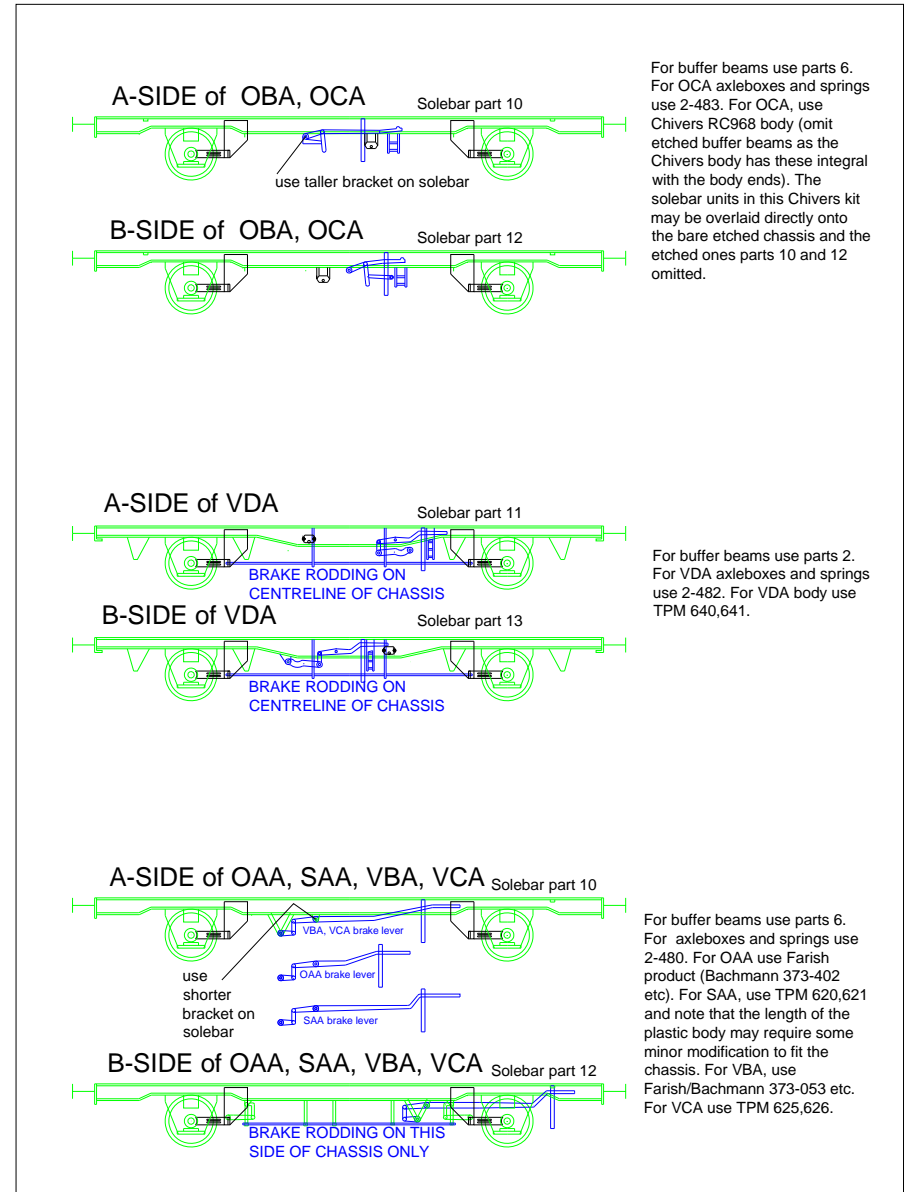 A-SIDE of  OBA, OCA
Solebar part 10
use taller bracket on solebar
B-SIDE of  OBA, OCA
Solebar part 12
For buffer beams use parts 6.
For OCA axleboxes and springs
use 2-483. For OCA, use
Chivers RC968 body (omit
etched buffer beams as the
Chivers body has these integral
with the body ends). The
solebar units in this Chivers kit
may be overlaid directly onto
the bare etched chassis and the
etched ones parts 10 and 12
omitted.
A-SIDE of VDA
Solebar part 11
BRAKE RODDING ON
CENTRELINE OF CHASSIS
B-SIDE of VDA
Solebar part 13
BRAKE RODDING ON
CENTRELINE OF CHASSIS
For buffer beams use parts 2.
For VDA axleboxes and springs
use 2-482. For VDA body use
TPM 640,641.
A-SIDE of OAA, SAA, VBA, VCA
Solebar part 10
VBA, VCA brake lever
use
shorter
bracket on
solebar
OAA brake lever
SAA brake lever
B-SIDE of OAA, SAA, VBA, VCA
Solebar part 12
BRAKE RODDING ON THIS
SIDE OF CHASSIS ONLY
For buffer beams use parts 6.
For  axleboxes and springs use
2-480. For OAA use Farish
product (Bachmann 373-402
etc). For SAA, use TPM 620,621
and note that the length of the
plastic body may require some
minor modification to fit the
chassis. For VBA, use
Farish/Bachmann 373-053 etc.
For VCA use TPM 625,626.